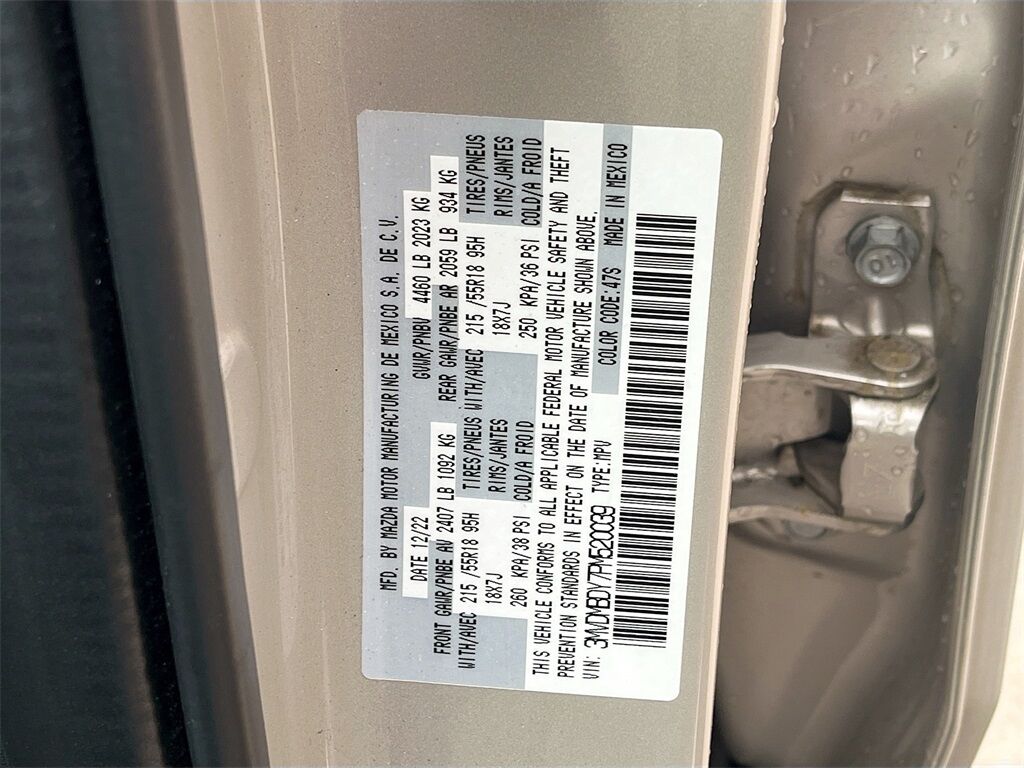 MFD. BY MAZDA MOTOR MANUFACTURING DE MEXICO S.A. DE C.V.
DATE 12/22 GVWR/PNBV 4460 LB 2023 KG
FRONT GAWR/PNBE AV 2407 LB 1092 KG REAR GAWR/PNBE AR 2059 LB 934 KG
WITH/AVEC 215 /55R18 95H TIRES/PNEUS WITH/AVEC 215 /55R18 95H TIRES/PNEUS
18X7J RIMS/JANTES 18X7J RIMS/JANTES
260 KPA/38 PSI COLD/A FROID 250 KPA/36 PSI COLD/A FROID
THIS VEHICLE CONFORMS TO ALL APPLICABLE FEDERAL MOTOR VEHICLE SAFETY AND THEFT
PREVENTION STANDARDS IN EFFECT ON THE DATE OF MANUFACTURE SHOWN ABOVE.
VIN: 3MVDMBDY7PM520039 TYPE:MPV COLOR CODE:47S MADE IN MEXICO